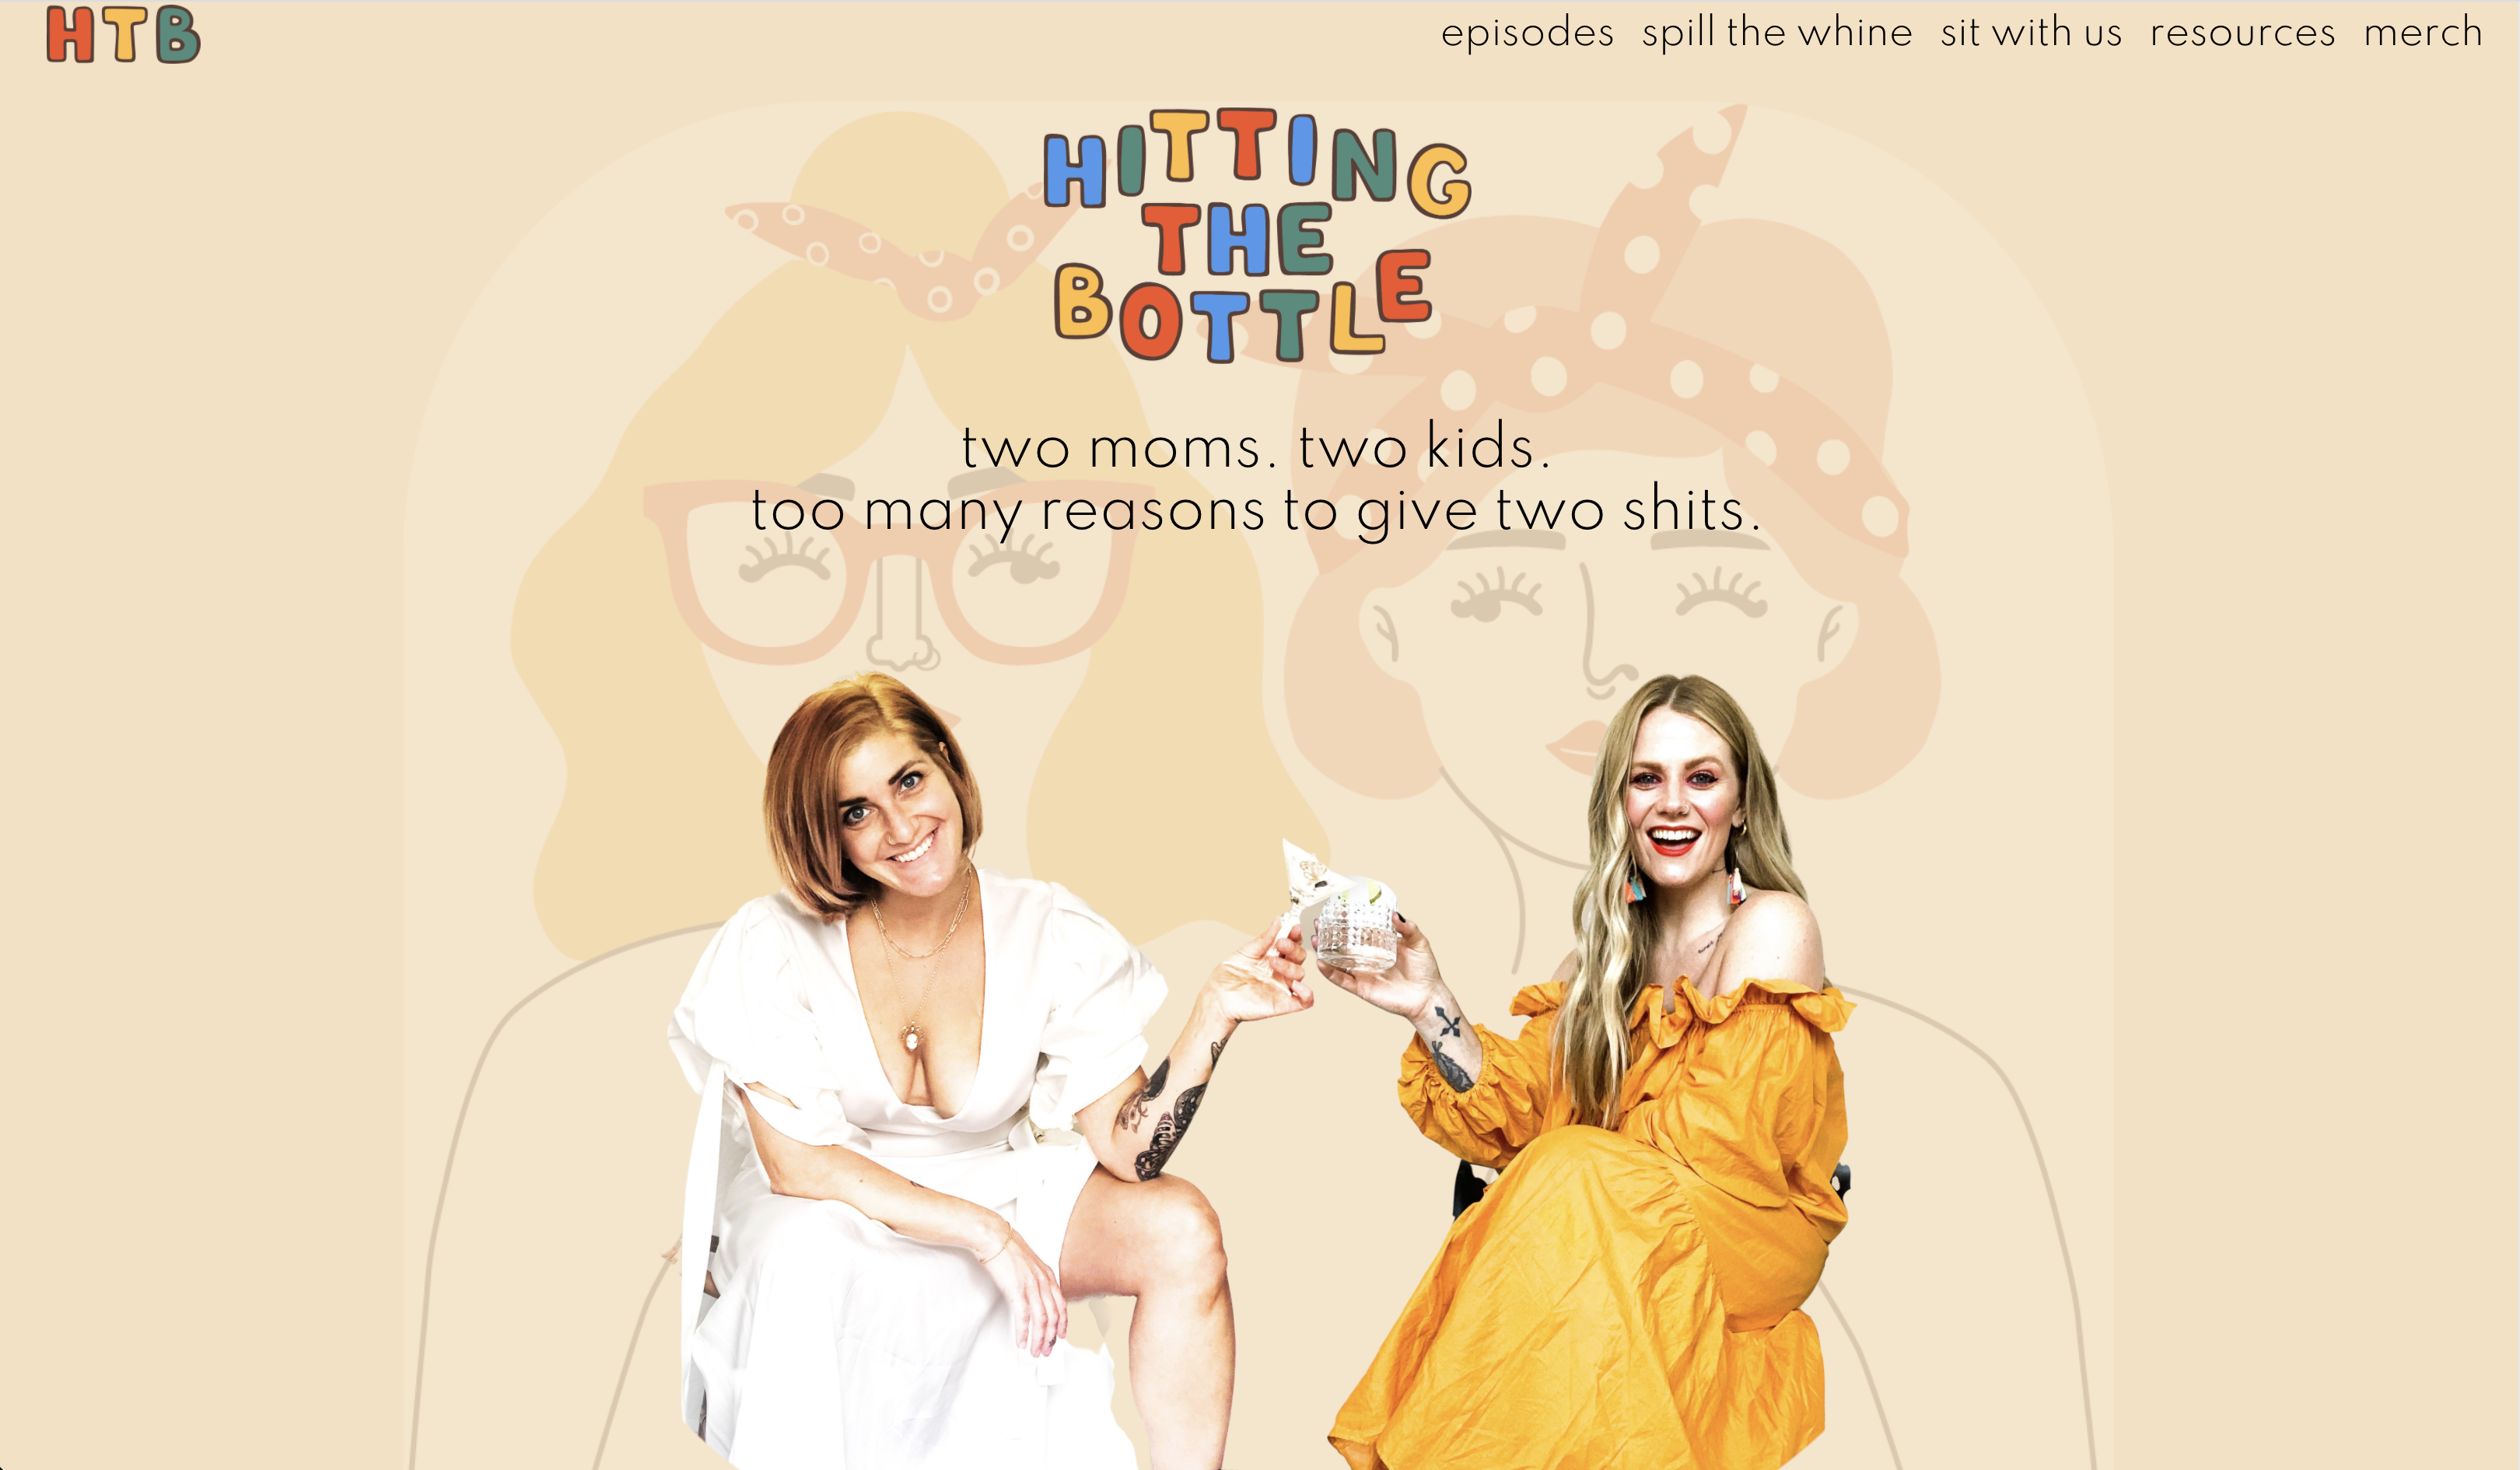 HTB
episodes spill the whine sit with us resources merch
HITTING
THE
BOTTLE
two moms. two kids.
too many reasons to give two shits.